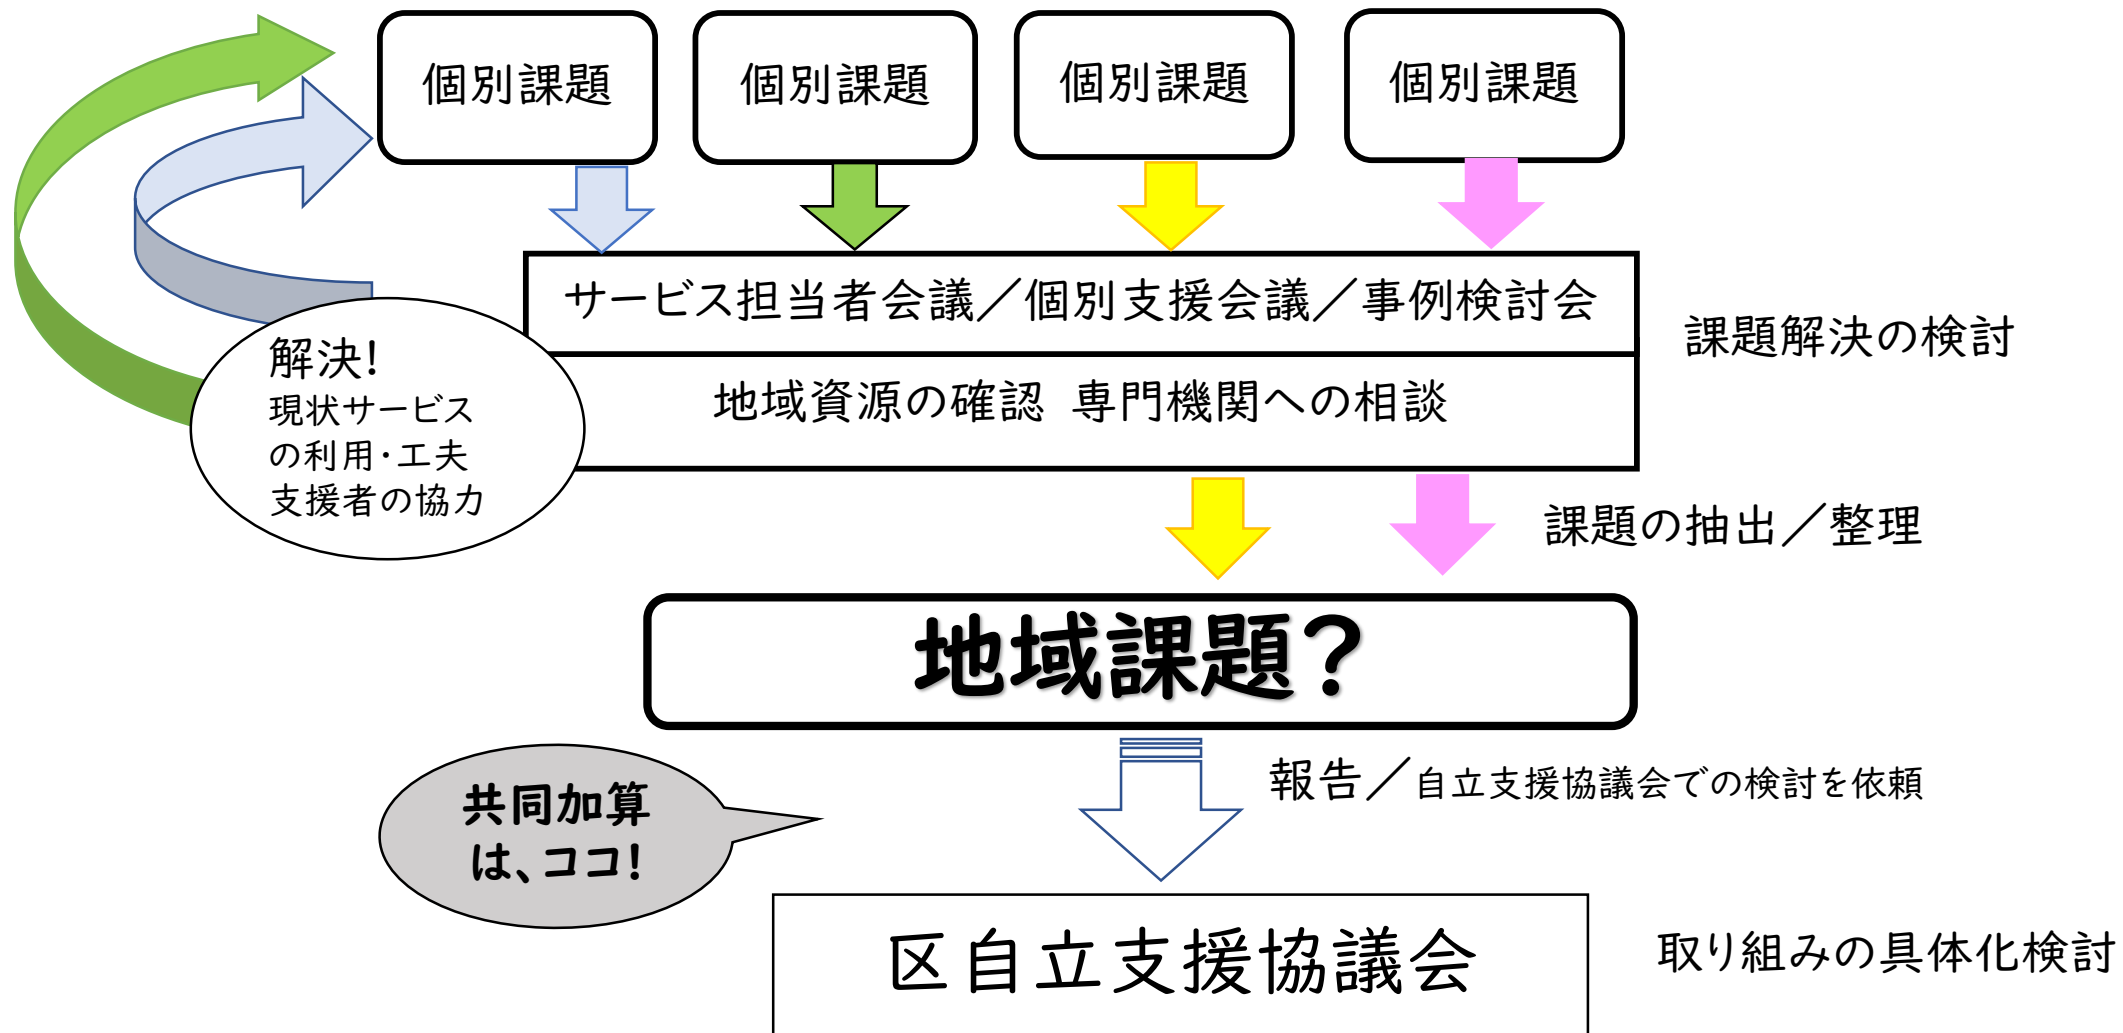 個別課題
個別課題
個別課題
個別課題
サービス担当者会議／個別支援会議／事例検討会
課題解決の検討
地域資源の確認 専門機関への相談
解決!
現状サービス
の利用・工夫
支援者の協力
課題の抽出／整理
地域課題?
報告／自立支援協議会での検討を依頼
共同加算
は、ココ!
区自立支援協議会
取り組みの具体化検討